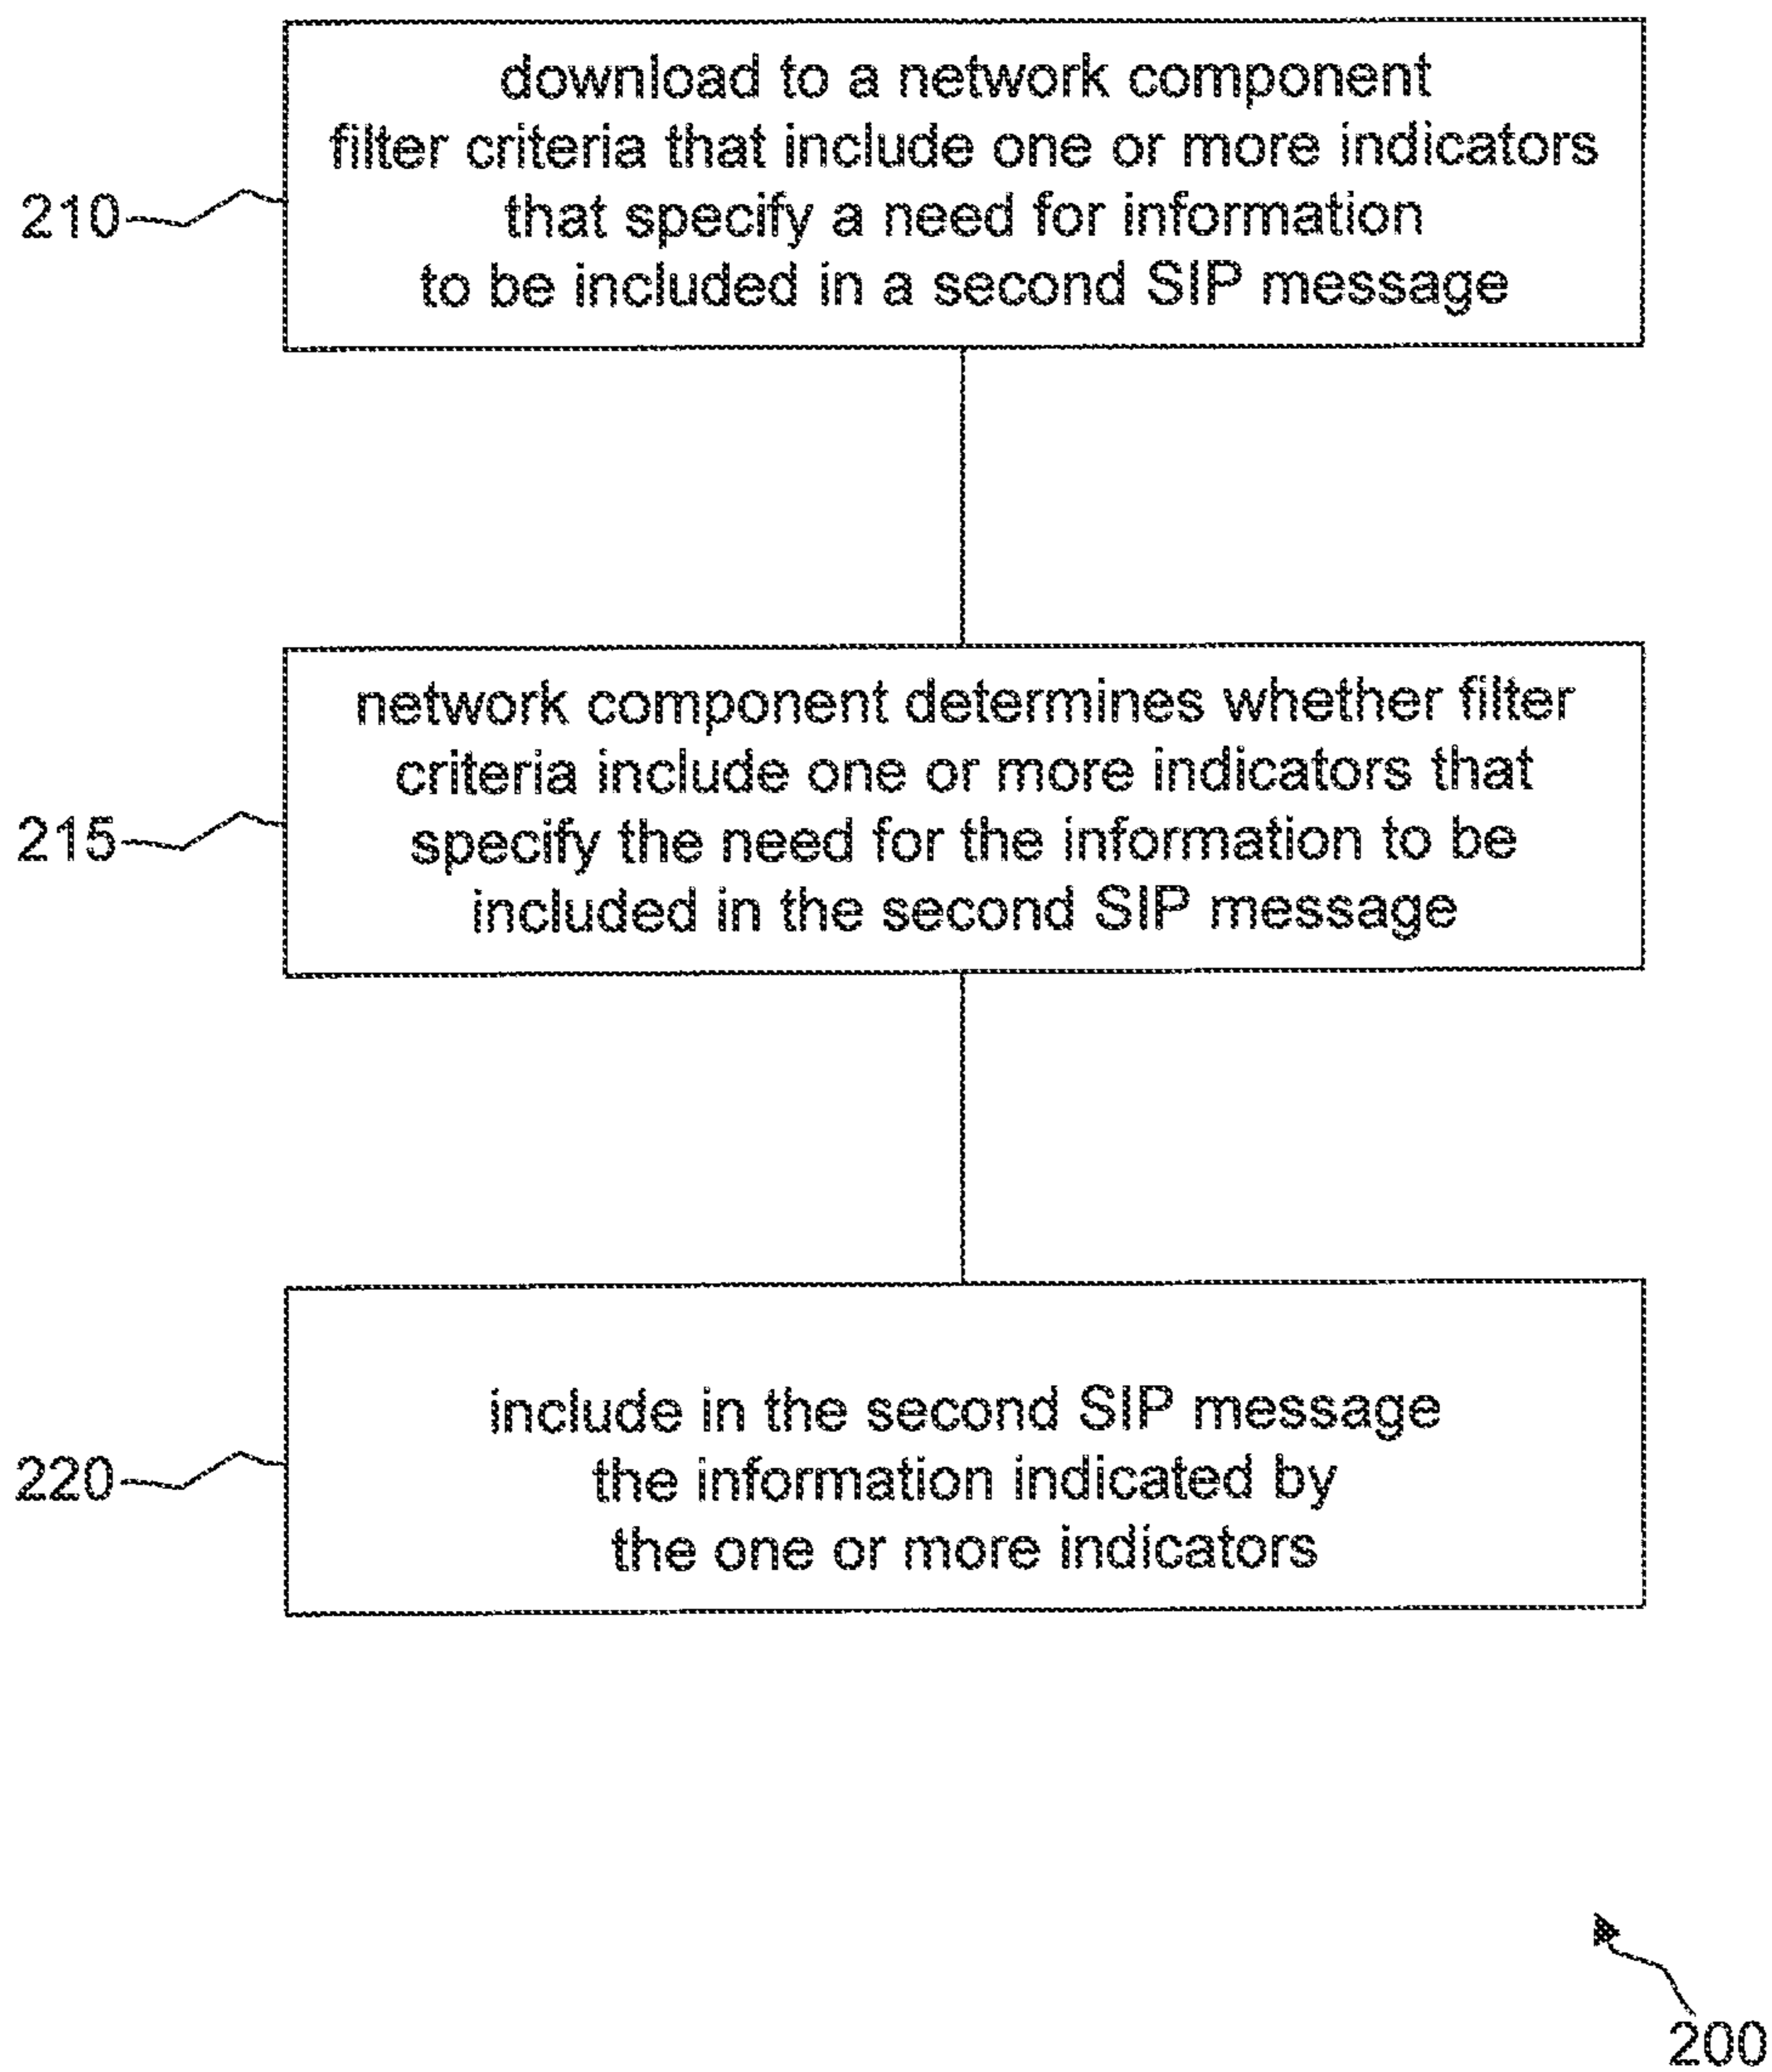 download to a network component
filter criteria that include one or more indicators
that specify a need for information
to be included in a second SIP message
210
network component determines whether filter
criteria include one or more indicators that
specify the need for the information to be
included in the second SIP message
215
include in the second SIP message
the information indicated by
the one or more indicators
220
200